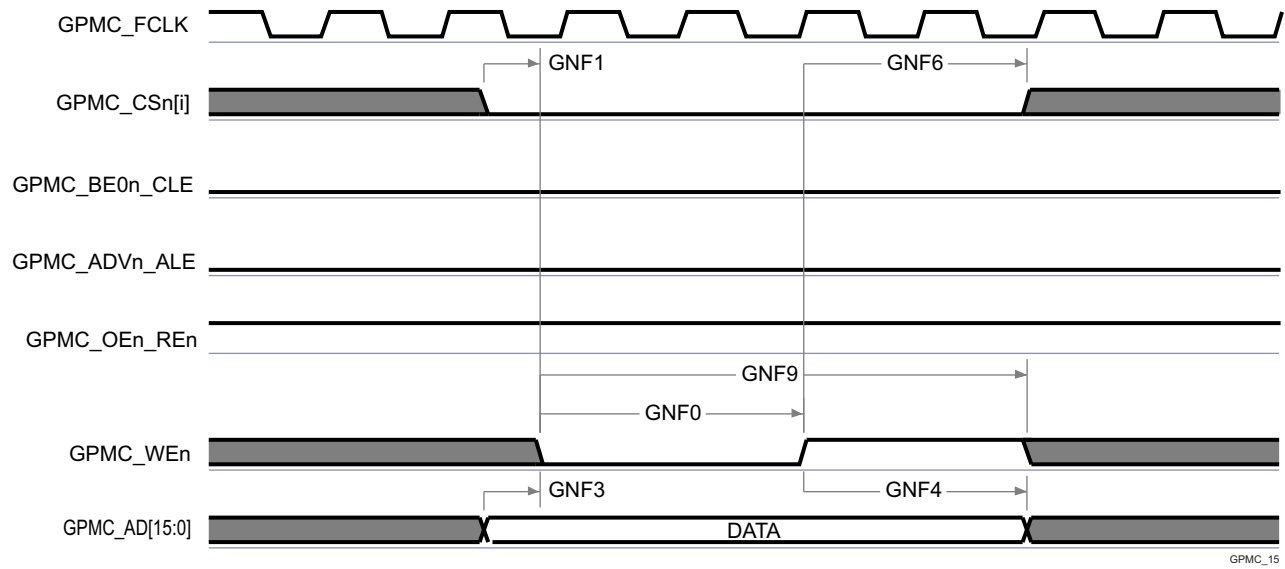 GPMC_FCLK
GNF1
GNF6
GPMC_CSn[i]
GPMC_BE0n_CLE
GPMC_ADVn_ALE
GPMC_OEn_REn
GNF9
GNF0
GPMC_WEn
GNF3
GNF4
GPMC_AD[15:0]
DATA
GPMC_15